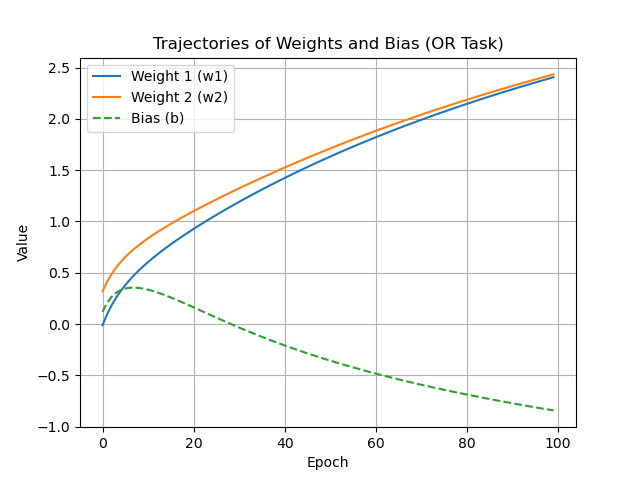 Trajectories of Weights and Bias (OR Task)
Weight 1 (w1)
Weight 2 (w2)
Bias (b)
Value
2.5
2.0
1.5
1.0
0.5
0.0
−0.5
−1.0
0 20 40 60 80 100
Epoch